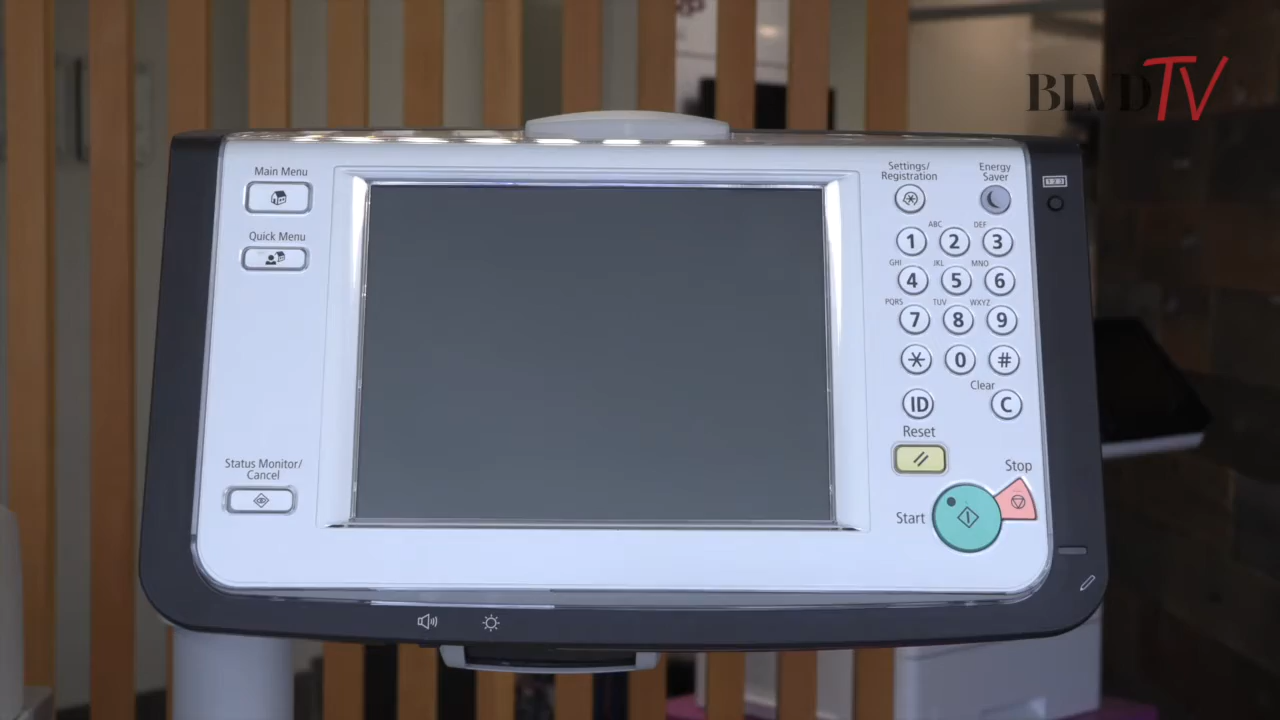 BLVD TV
Main Menu
Quick Menu
Status Monitor/
Cancel
Settings/
Registration
Energy
Saver
ABC DEF
1 2 3
GHI JKL MNO
4 5 6
PQRS TUV WXYZ
7 8 9
* 0 #
Clear
ID C
Reset
Stop
Start